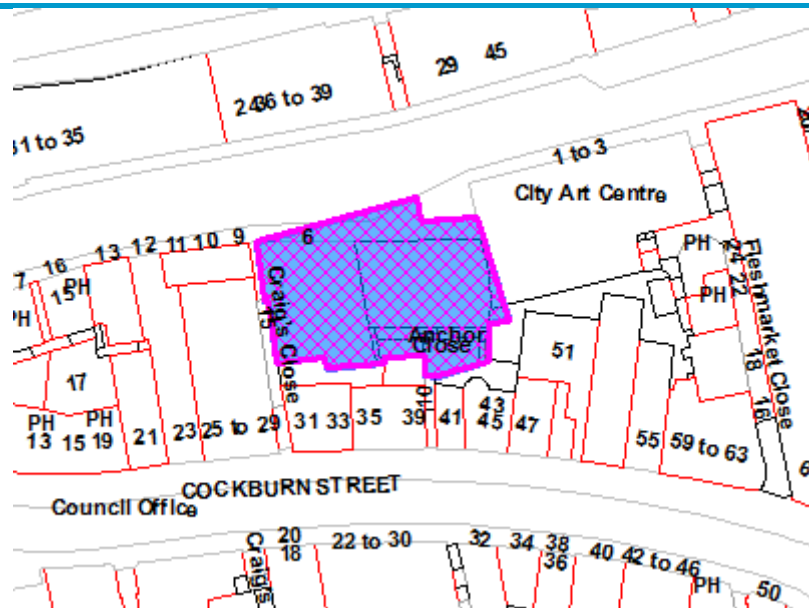 29 45
24 36 to 39
31 to 35
1 to 3
City Art Centre
6
7 16 13 12 11 10 9
15 PH
PH
Craig's Close
15
Anchor
Close
PH
24
22
PH
Fleshmarket Close
18
16
51
17
PH
13 15
PH
19
21 23 25 to 29 31 33 35 39
10
41
43
45
47
55 59 to 63
6
COCKBURN STREET
Council Office
Craig's
20
18
22 to 30
32 34
38
36
40 42 to 46
PH
50